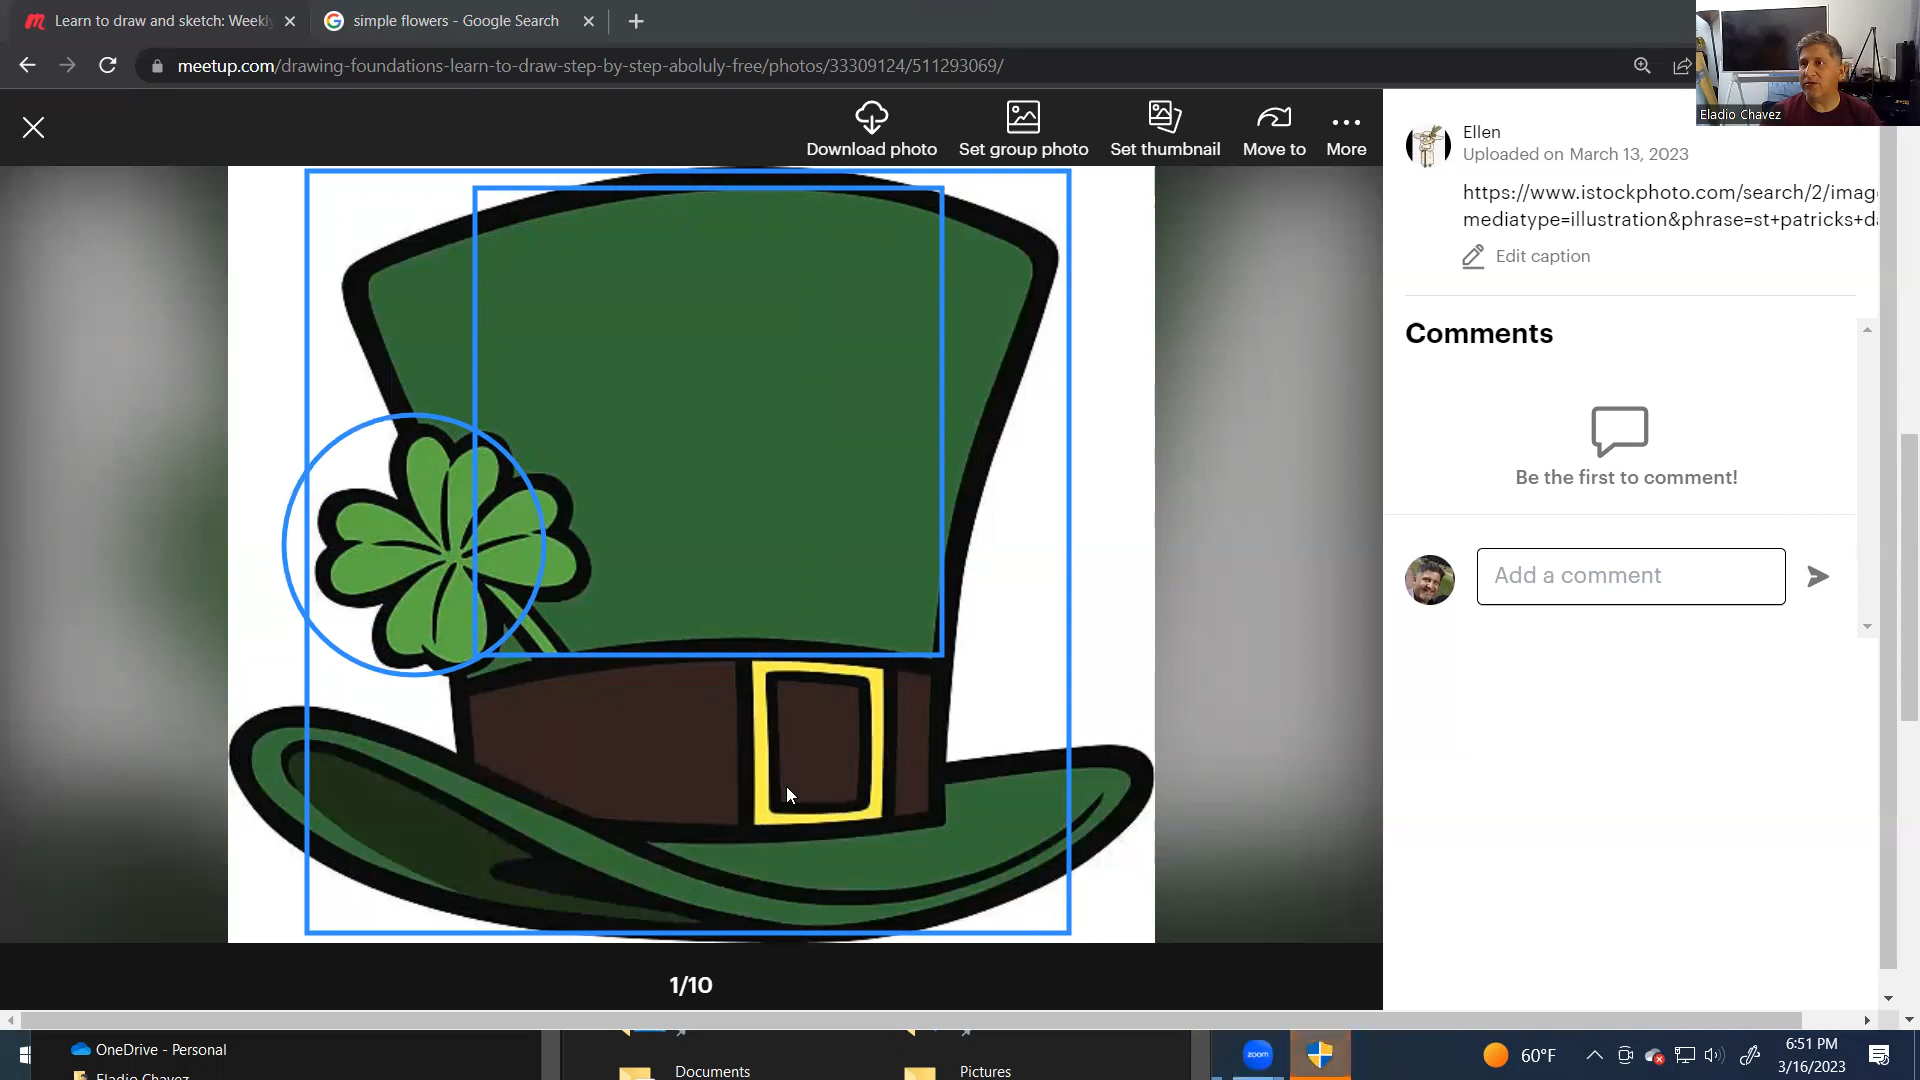 Learn to draw and sketch: Weekly
simple flowers - Google Search
meetup.com/drawing-foundations-learn-to-draw-step-by-step-aboluly-free/photos/33309124/511293069/
Eladio Chavez
Download photo
Set group photo
Set thumbnail
Move to
More
Ellen
Uploaded on March 13, 2023
https://www.istockphoto.com/search/2/imag
mediatype=illustration&phrase=st+patricks+d
Edit caption
Comments
Be the first to comment!
Add a comment
1/10
OneDrive - Personal
Eladio Chavez
Documents
Pictures
zoom
60°F
6:51 PM
3/16/2023